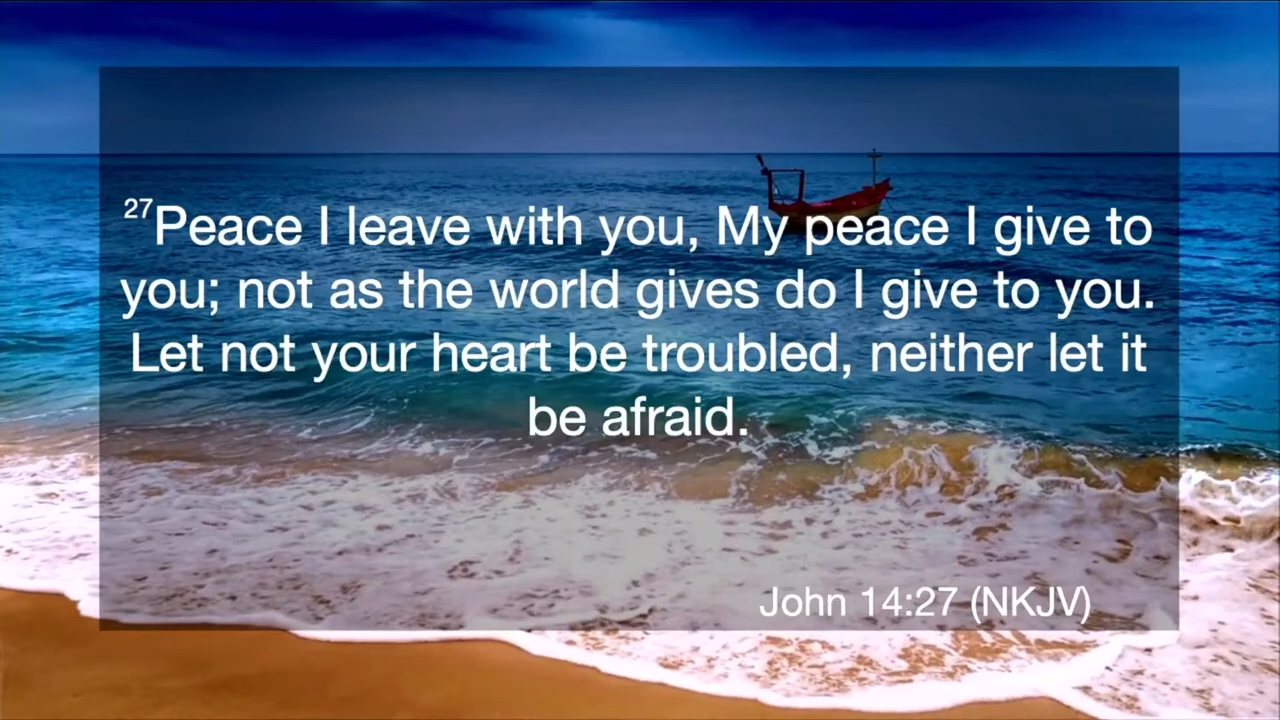 27Peace I leave with you, My peace I give to
you; not as the world gives do I give to you.
Let not your heart be troubled, neither let it
be afraid.
John 14:27 (NKJV)